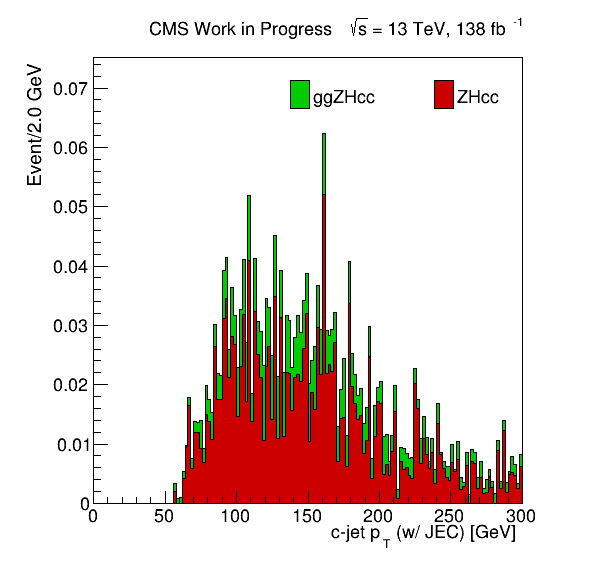 CMS Work in Progress √s = 13 TeV, 138 fb⁻¹
Event/2.0 GeV
ggZHcc ZHcc
0.07
0.06
0.05
0.04
0.03
0.02
0.01
0
0 50 100 150 200 250 300
c-jet p_T (w/ JEC) [GeV]